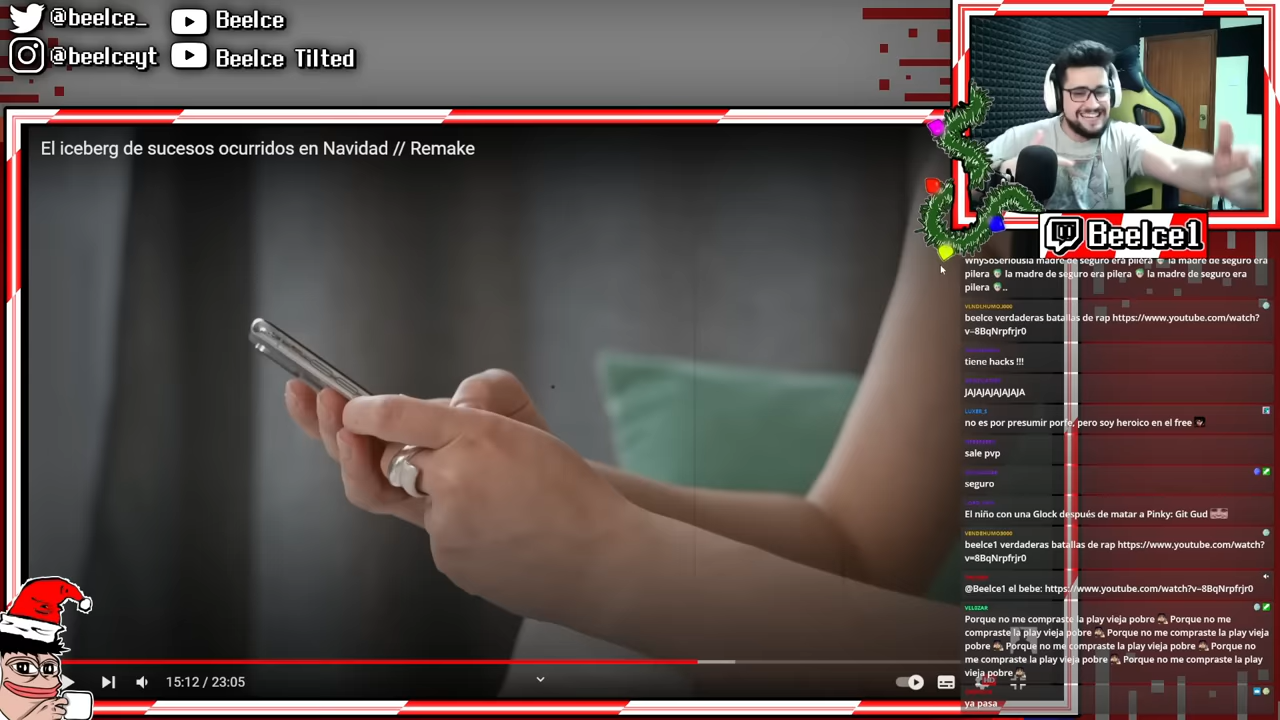 @beelce_
Beelce
@beelceyt
Beelce Tilted
El iceberg de sucesos ocurridos en Navidad // Remake
Beelce1
WhySoSeriousla madre de seguro era pilera la madre de seguro era
pilera la madre de seguro era pilera la madre de seguro era
pilera ..
beelce verdaderas batallas de rap https://www.youtube.com/watch?
v=8BqNrpfrjr0
tiene hacks !!!
JAJAJAJAJAJAJA
no es por presumir porfe, pero soy heroico en el free
sale pvp
seguro
El niño con una Glock después de matar a Pinky: Git Gud
beelce1 verdaderas batallas de rap https://www.youtube.com/watch?
v=8BqNrpfrjr0
@Beelce1 el bebe: https://www.youtube.com/watch?v=8BqNrpfrjr0
Porque no me compraste la play vieja pobre Porque no me
compraste la play vieja pobre Porque no me compraste la play vieja
pobre Porque no me compraste la play vieja pobre Porque no
me compraste la play vieja pobre Porque no me compraste la play
vieja pobre
ya pasa
15:12 / 23:05